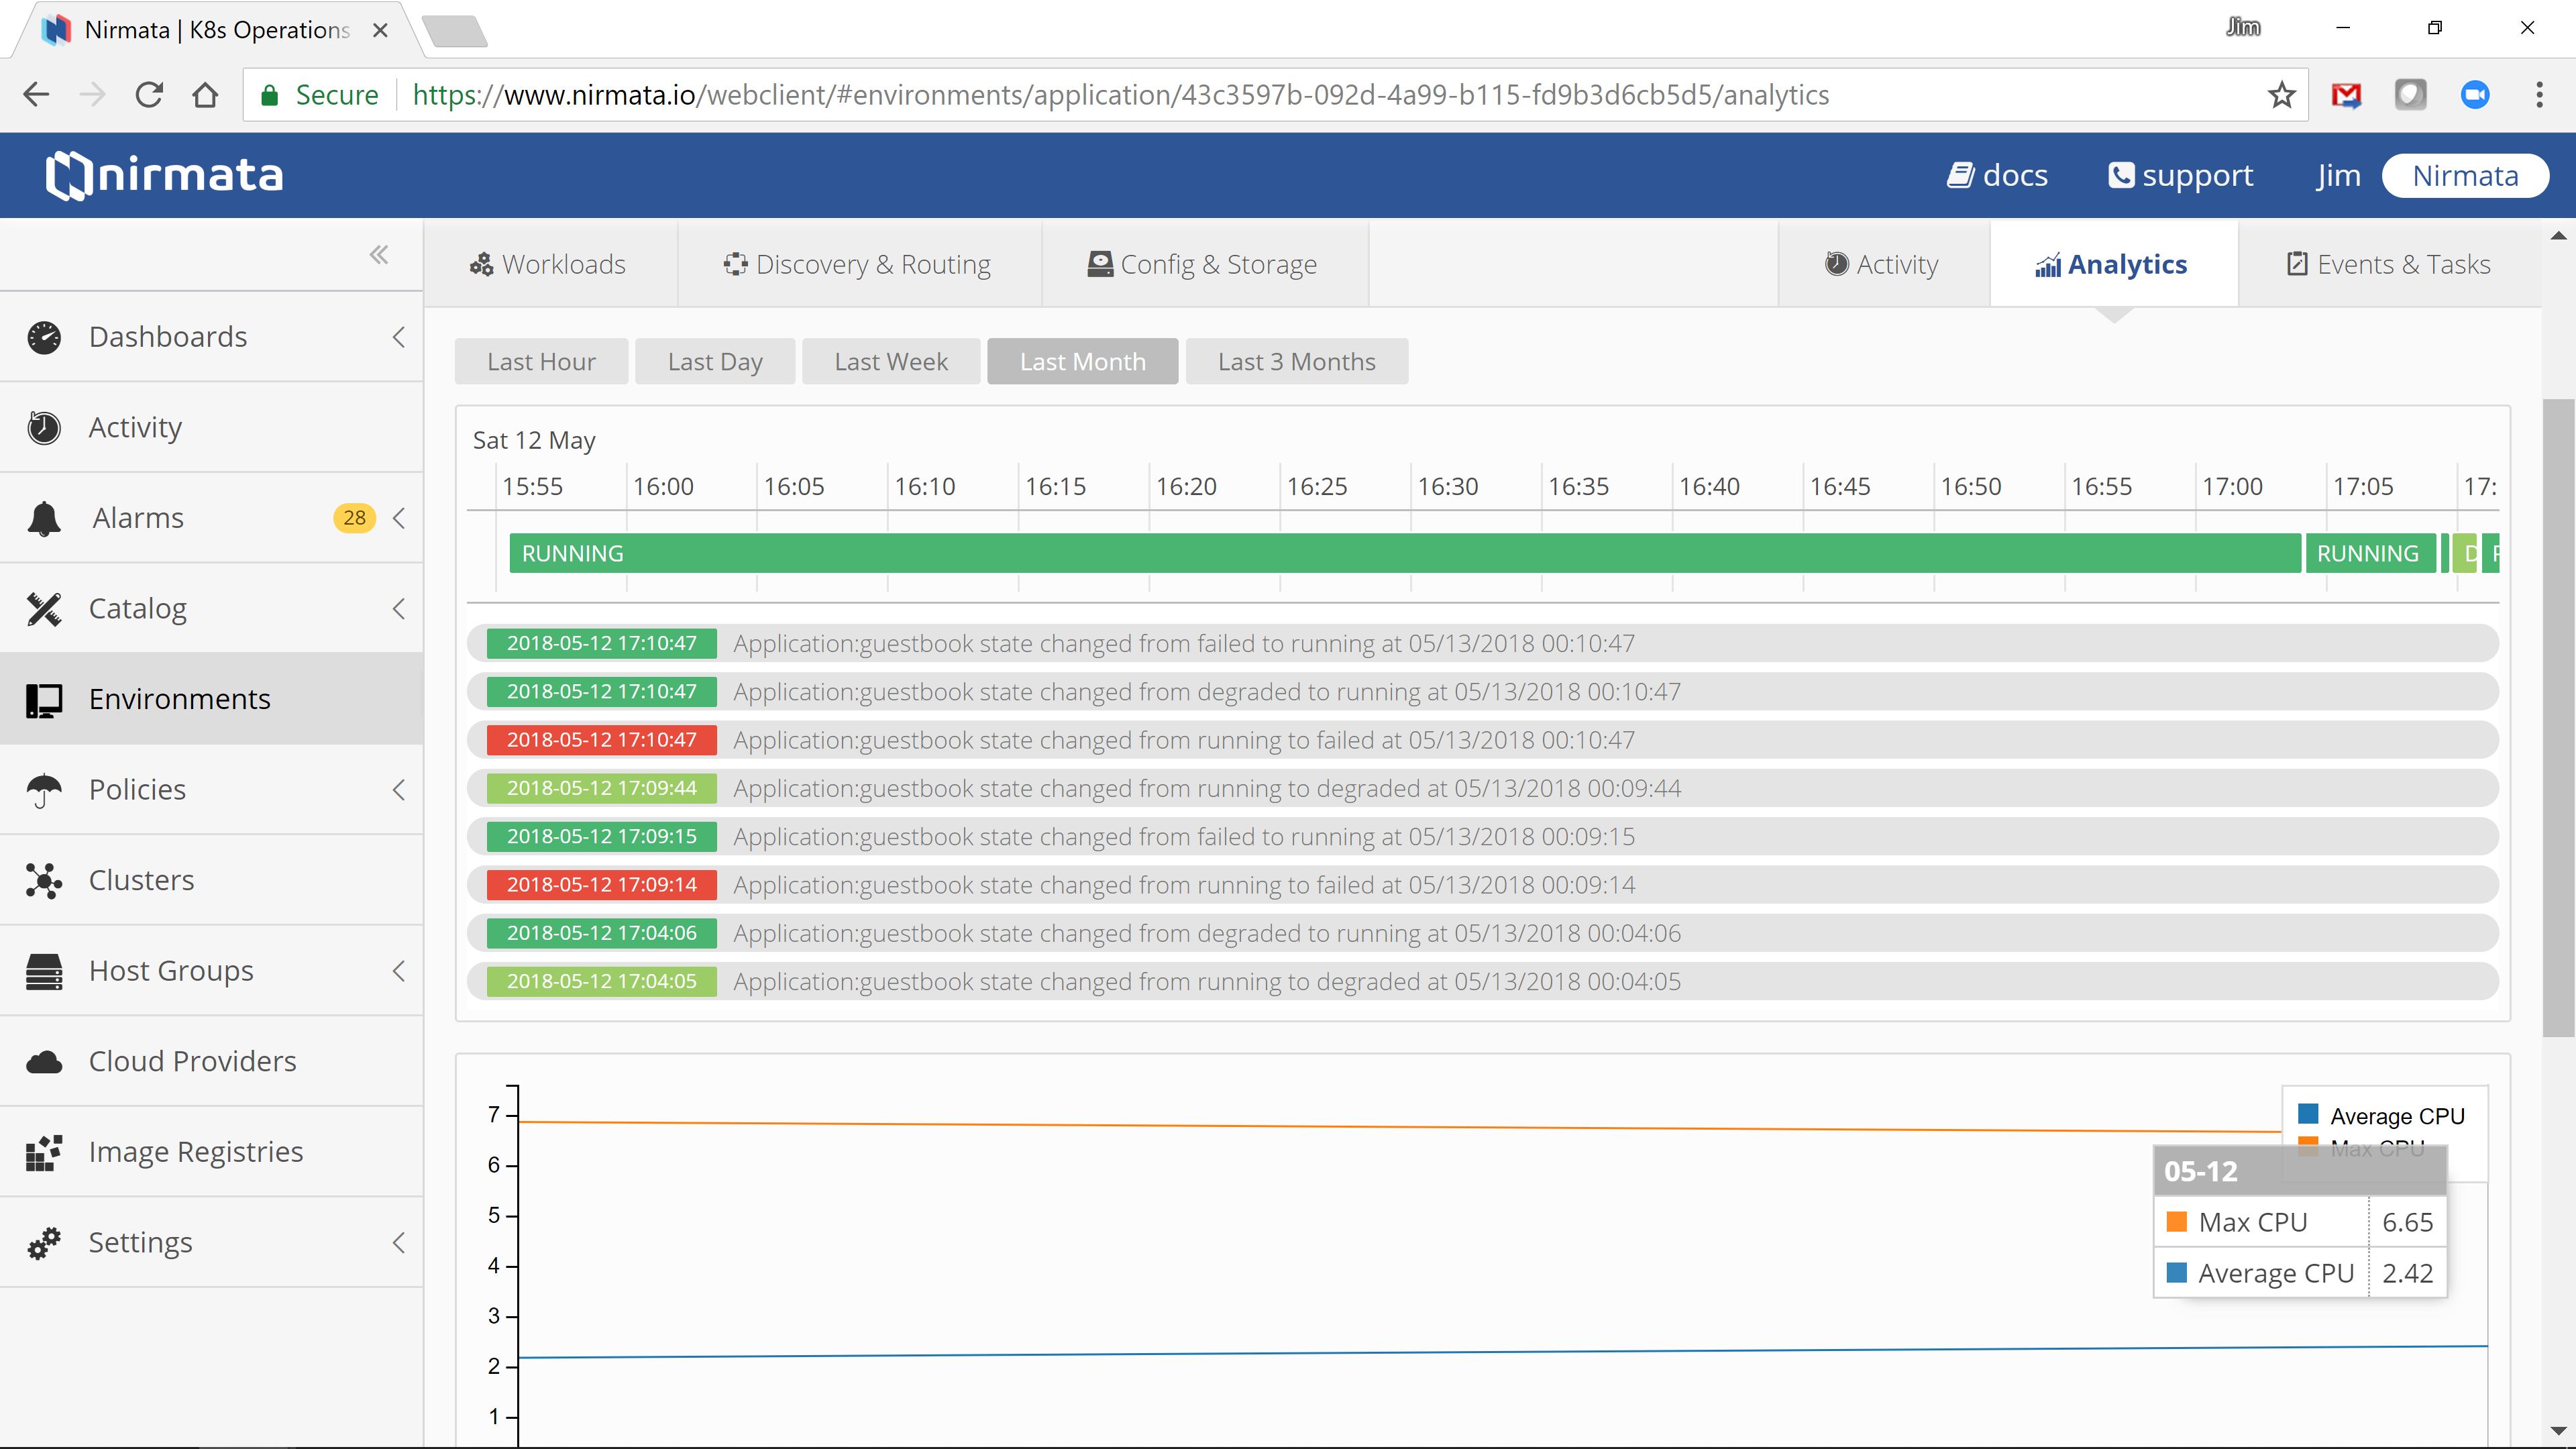 Nirmata | K8s Operations
Jim
Secure https://www.nirmata.io/webclient/#environments/application/43c3597b-092d-4a99-b115-fd9b3d6cb5d5/analytics
nirmata docs support Jim Nirmata
Workloads Discovery & Routing Config & Storage Activity Analytics Events & Tasks
Dashboards
Activity
Alarms 28
Catalog
Environments
Policies
Clusters
Host Groups
Cloud Providers
Image Registries
Settings
Last Hour Last Day Last Week Last Month Last 3 Months
Sat 12 May
15:55 16:00 16:05 16:10 16:15 16:20 16:25 16:30 16:35 16:40 16:45 16:50 16:55 17:00 17:05 17:
RUNNING RUNNING D
2018-05-12 17:10:47 Application:guestbook state changed from failed to running at 05/13/2018 00:10:47
2018-05-12 17:10:47 Application:guestbook state changed from degraded to running at 05/13/2018 00:10:47
2018-05-12 17:10:47 Application:guestbook state changed from running to failed at 05/13/2018 00:10:47
2018-05-12 17:09:44 Application:guestbook state changed from running to degraded at 05/13/2018 00:09:44
2018-05-12 17:09:15 Application:guestbook state changed from failed to running at 05/13/2018 00:09:15
2018-05-12 17:09:14 Application:guestbook state changed from running to failed at 05/13/2018 00:09:14
2018-05-12 17:04:06 Application:guestbook state changed from degraded to running at 05/13/2018 00:04:06
2018-05-12 17:04:05 Application:guestbook state changed from running to degraded at 05/13/2018 00:04:05
7
6
5
4
3
2
1
Average CPU
Max CPU
05-12
Max CPU 6.65
Average CPU 2.42